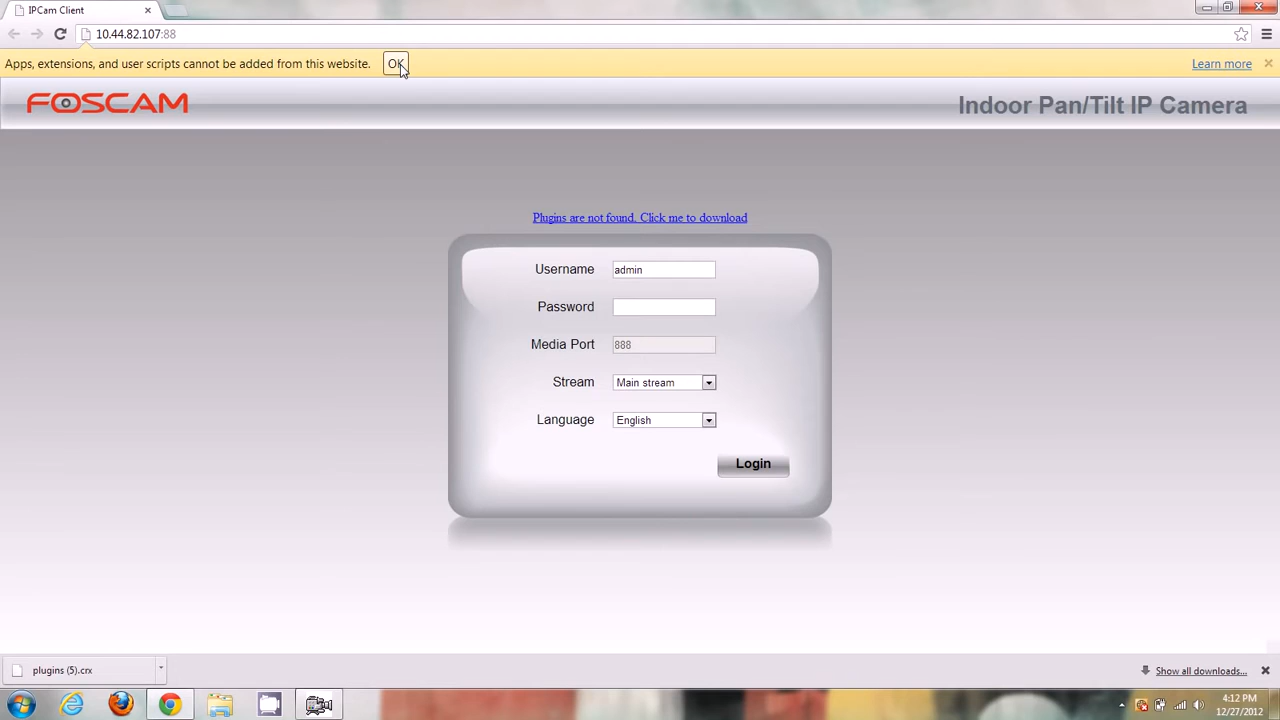 IPCam Client
10.44.82.107:88
Apps, extensions, and user scripts cannot be added from this website. OK Learn more
FOSCAM Indoor Pan/Tilt IP Camera
Plugins are not found. Click me to download
Username admin
Password
Media Port 888
Stream Main stream
Language English
Login
plugins (5).crx Show all downloads...
4:12 PM
12/27/2012